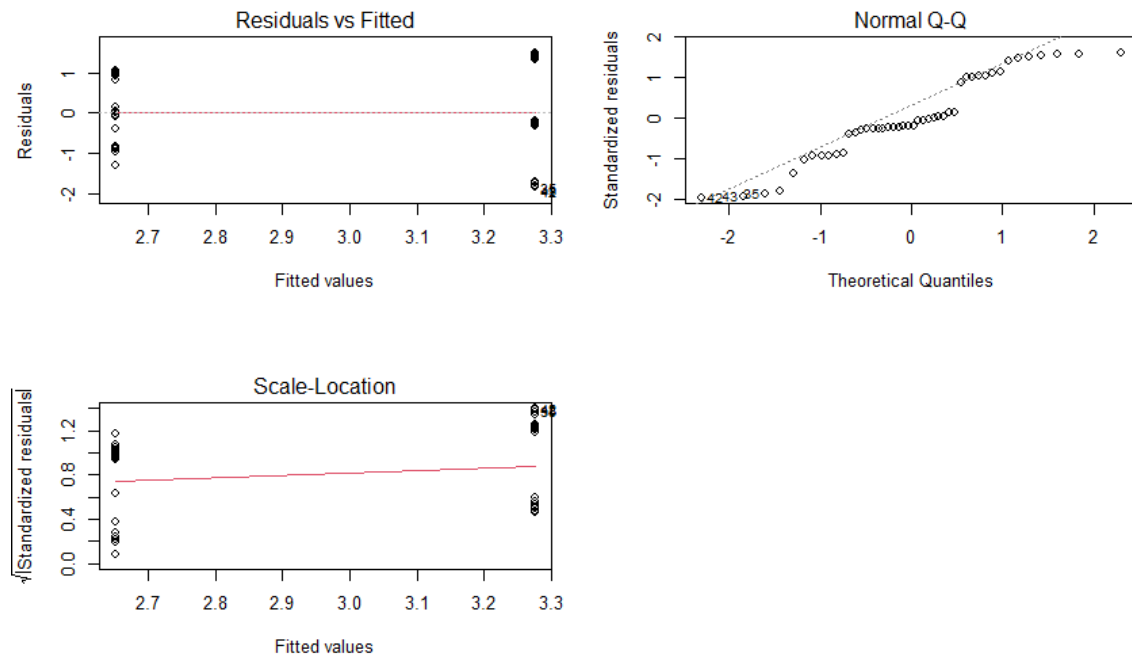 Residuals vs Fitted
Residuals
1
0
-1
-2
2.7 2.8 2.9 3.0 3.1 3.2 3.3
Fitted values
Normal Q-Q
Standardized residuals
2
1
0
-1
-2
42 43 35
-2 -1 0 1 2
Theoretical Quantiles
Scale-Location
√|Standardized residuals|
1.2
0.8
0.4
0.0
2.7 2.8 2.9 3.0 3.1 3.2 3.3
Fitted values